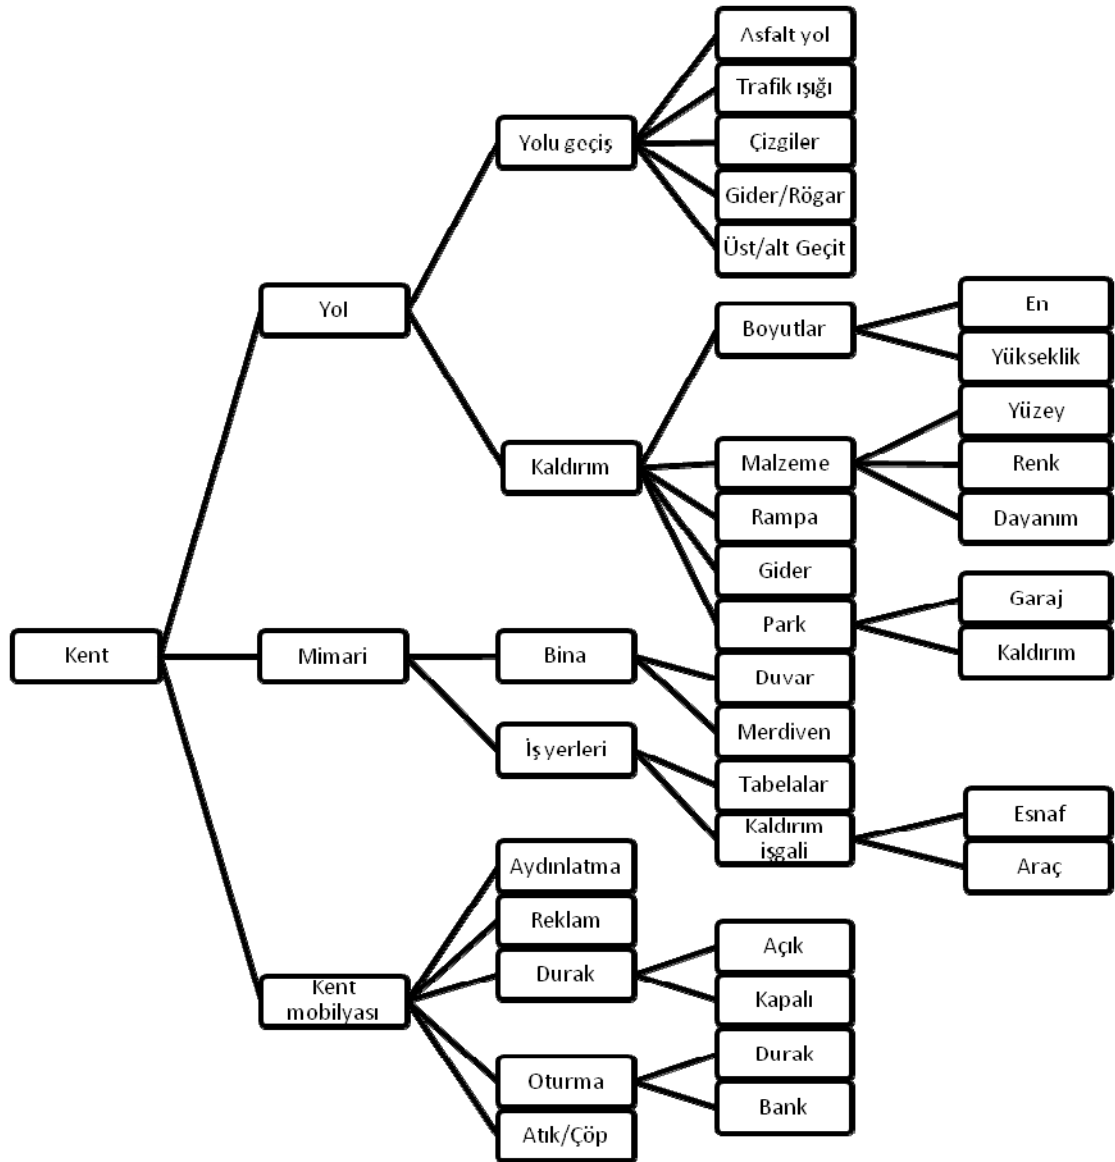 Asfalt yol
Trafik ışığı
Yolu geçiş
Çizgiler
Gider/Rögar
Üst/alt Geçit
Yol
Boyutlar
En
Yükseklik
Yüzey
Kaldırım
Malzeme
Renk
Rampa
Dayanım
Gider
Garaj
Park
Kent
Mimari
Bina
Kaldırım
Duvar
Merdiven
İş yerleri
Tabelalar
Kaldırım
işgali
Esnaf
Araç
Aydınlatma
Reklam
Açık
Durak
Kent
mobilyası
Kapalı
Durak
Oturma
Bank
Atık/Çöp